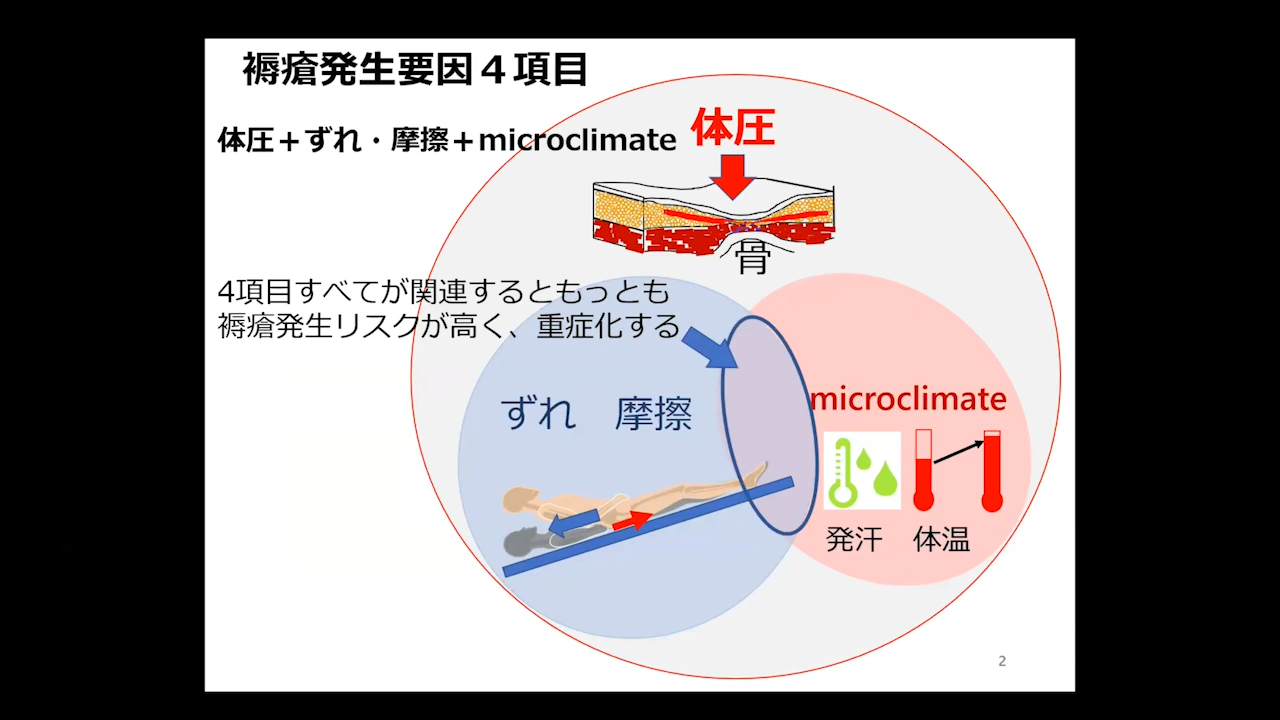 褥瘡発生要因４項目
体圧＋ずれ・摩擦＋microclimate
体圧
骨
4項目すべてが関連するともっとも
褥瘡発生リスクが高く、重症化する
ずれ　摩擦
microclimate
発汗　体温
2